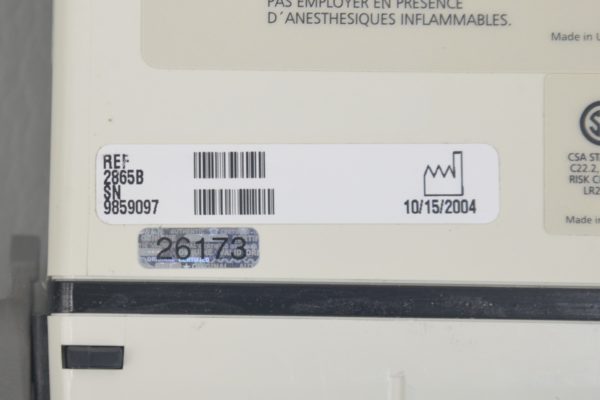 PAS EMPLOYER EN PRÉSENCE
D´ANESTHESIQUES INFLAMMABLES.
Made in U
CSA ST
C22.2,
RISK C
LR2
Made in
REF
2865B
SN
9859097
10/15/2004
26173